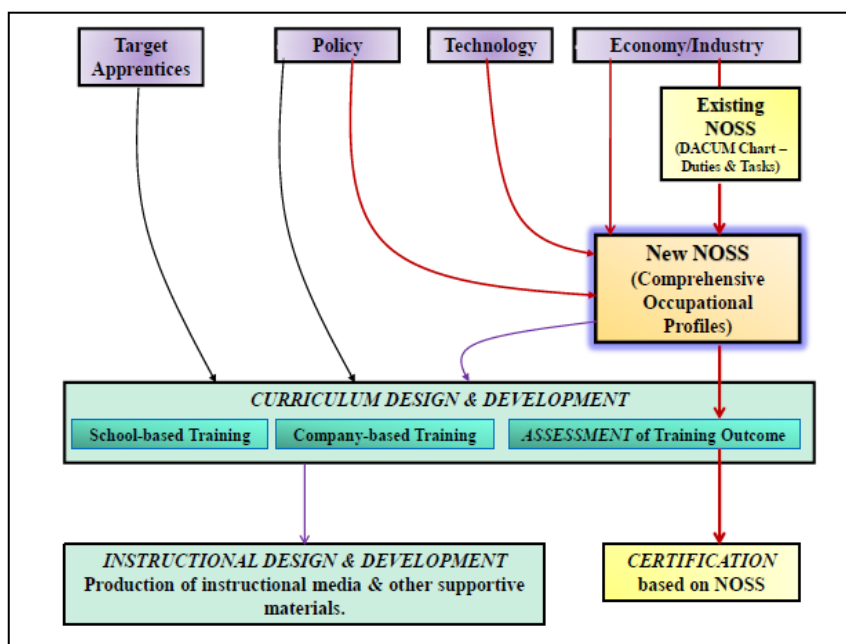 Target
Apprentices
Policy
Technology
Economy/Industry
Existing
NOSS
(DACUM Chart –
Duties & Tasks)
New NOSS
(Comprehensive
Occupational
Profiles)
CURRICULUM DESIGN & DEVELOPMENT
School-based Training
Company-based Training
ASSESSMENT of Training Outcome
INSTRUCTIONAL DESIGN & DEVELOPMENT
Production of instructional media & other supportive
materials.
CERTIFICATION
based on NOSS